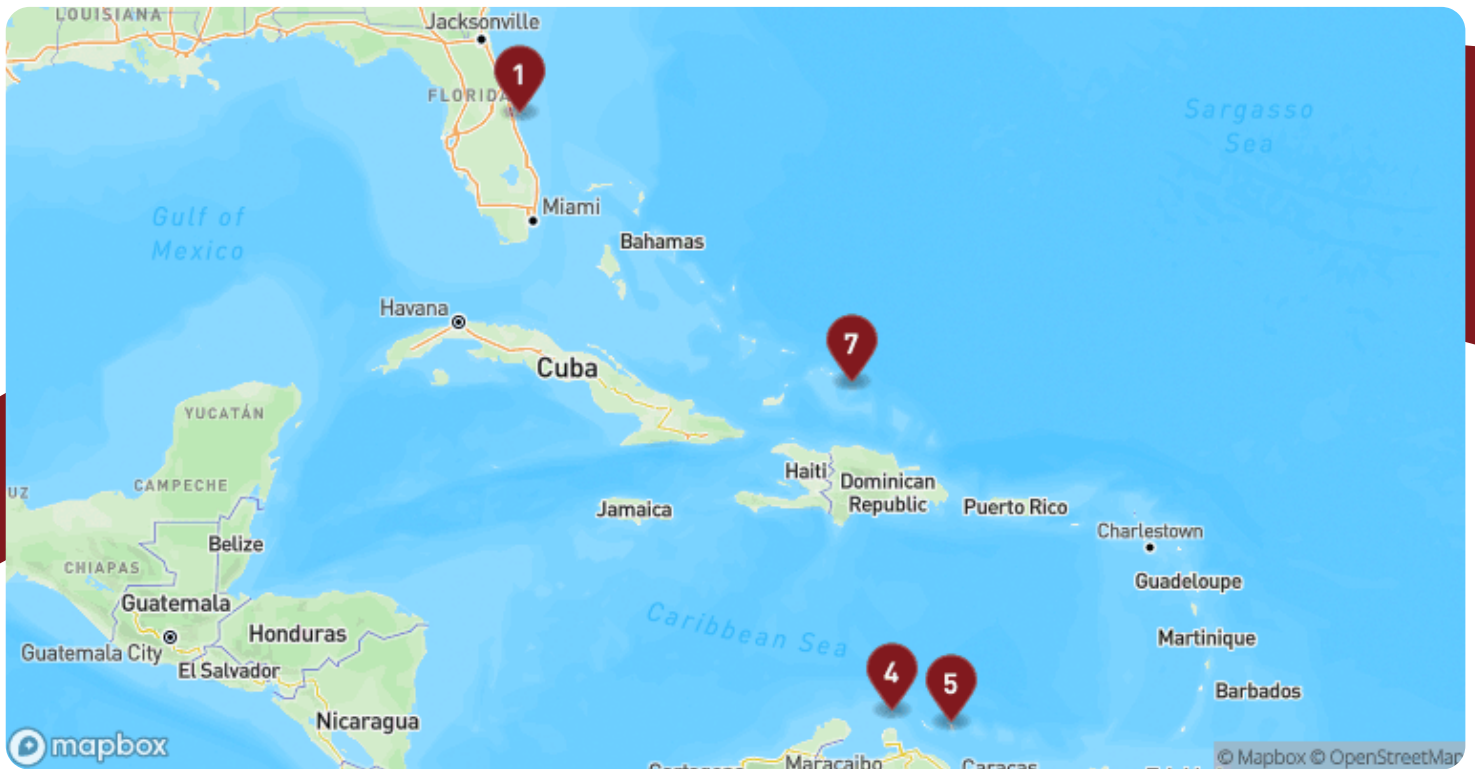 LOUISIANA
Jacksonville
1
FLORIDA
Sargasso
Sea
Gulf of
Mexico
Miami
Bahamas
Havana
7
Cuba
YUCATÁN
Haiti
Dominican
Republic
CAMPECHE
UZ
Jamaica
Puerto Rico
Charlestown
Belize
CHIAPAS
Guadeloupe
Guatemala
Caribbean Sea
Honduras
Martinique
Guatemala City
El Salvador
4
5
Barbados
Nicaragua
mapbox
Maracaibo
Caracas
© Mapbox © OpenStreetMap